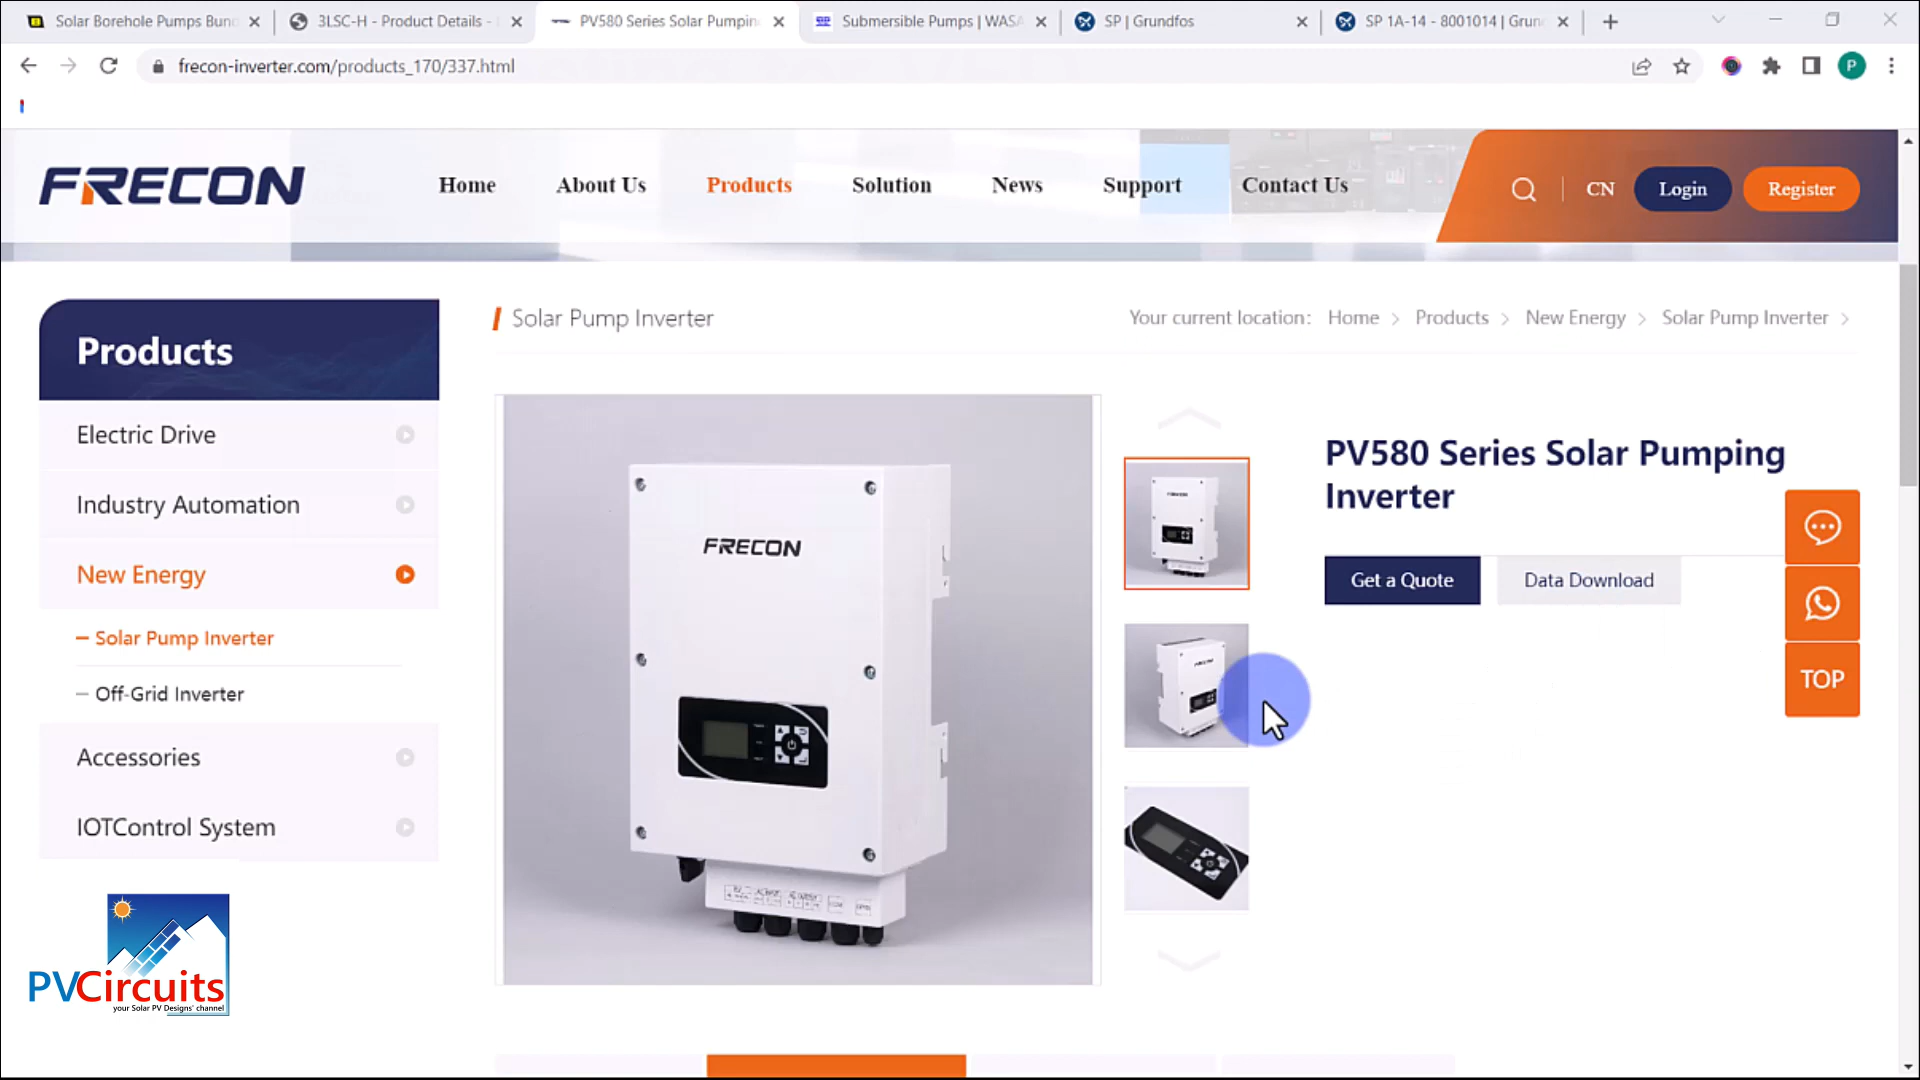 Solar Borehole Pumps Bun
3LSC-H - Product Details -
PV580 Series Solar Pumping
Submersible Pumps | WASA
SP | Grundfos
SP 1A-14 - 8001014 | Grun
frecon-inverter.com/products_170/337.html
P
FRECON
Home
About Us
Products
Solution
News
Support
Contact Us
CN
Login
Register
Products
Electric Drive
Industry Automation
New Energy
Solar Pump Inverter
Off-Grid Inverter
Accessories
IOTControl System
Solar Pump Inverter
Your current location: Home > Products > New Energy > Solar Pump Inverter >
FRECON
PV580 Series Solar Pumping
Inverter
Get a Quote
Data Download
TOP
PVCircuits
your Solar PV Designs' channel